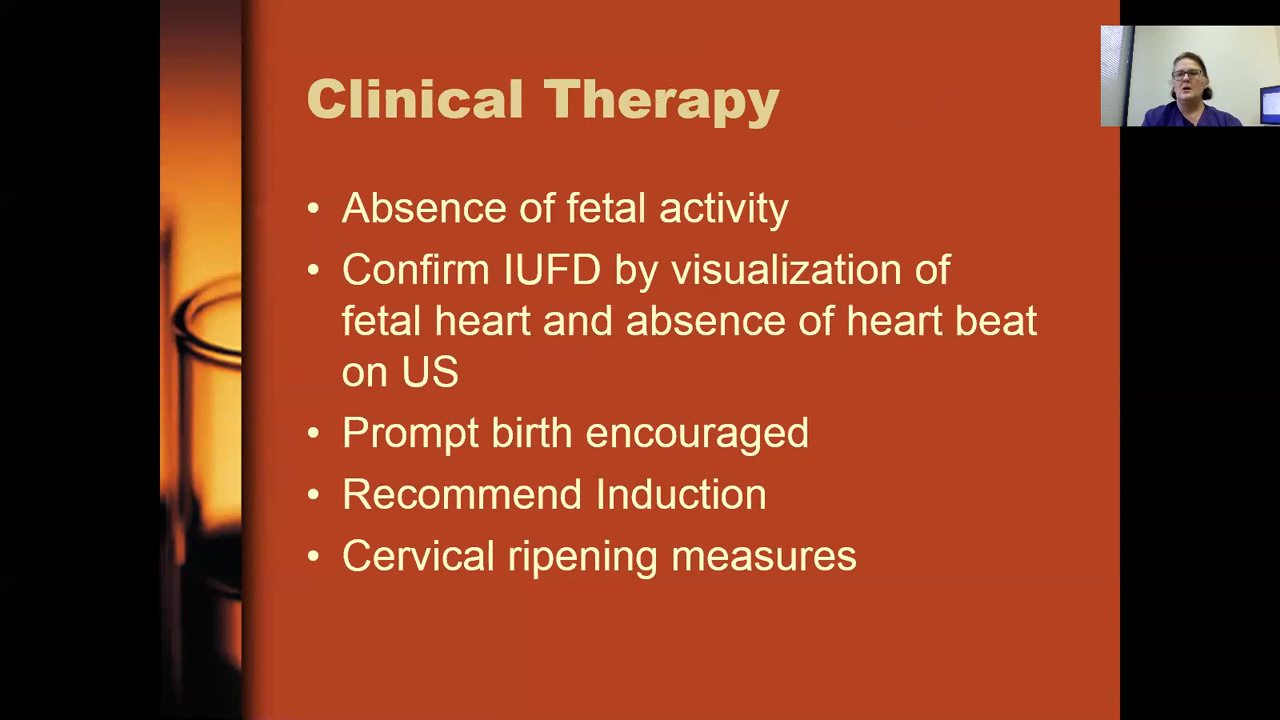 Clinical Therapy
• Absence of fetal activity
• Confirm IUFD by visualization of
fetal heart and absence of heart beat
on US
• Prompt birth encouraged
• Recommend Induction
• Cervical ripening measures